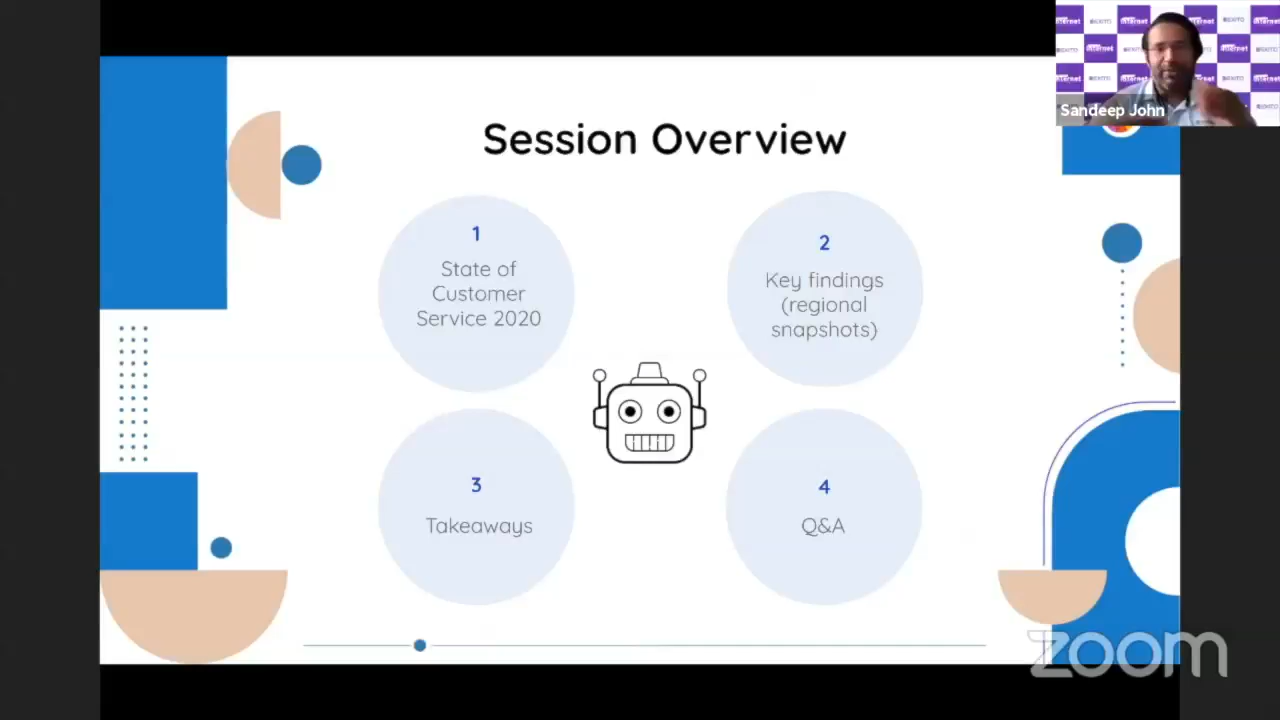 Session Overview
1
State of
Customer
Service 2020
2
Key findings
(regional
snapshots)
3
Takeaways
4
Q&A
Sandeep John
zoom